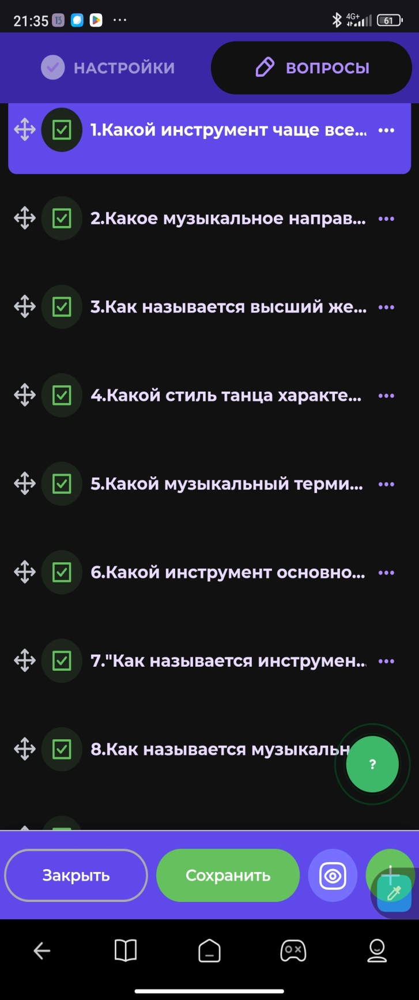 21:35
4G+
61
НАСТРОЙКИ
ВОПРОСЫ
1.Какой инструмент чаще все...
2.Какое музыкальное направ...
3.Как называется высший же...
4.Какой стиль танца характе...
5.Какой музыкальный терми...
6.Какой инструмент основно...
7."Как называется инструмен...
8.Как называется музыкальн
?
Закрыть
Сохранить